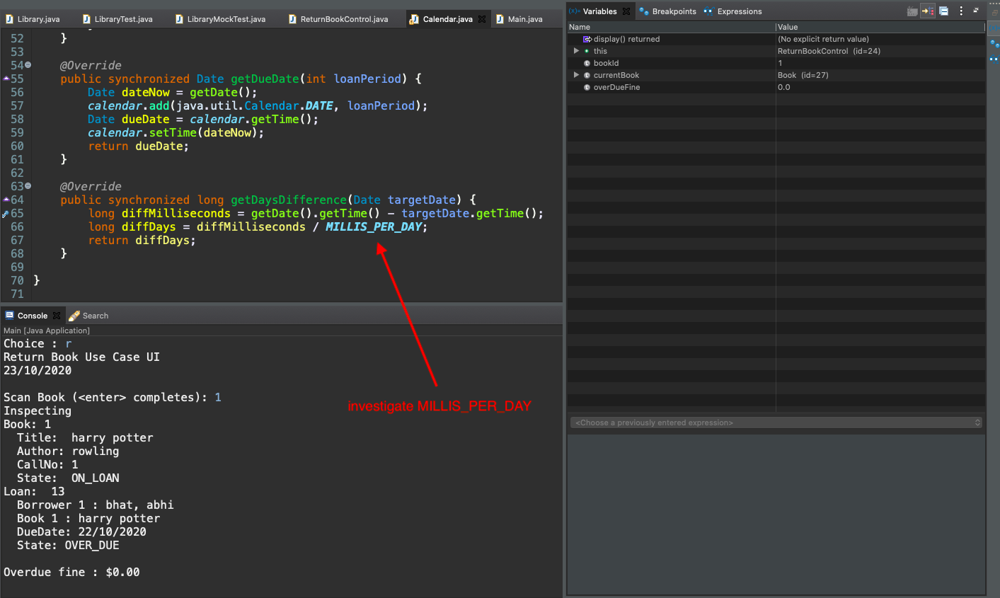 Library.java LibraryTest.java LibraryMockTest.java ReturnBookControl.java Calendar.java Main.java
52 }
53
54 @Override
55 public synchronized Date getDueDate(int loanPeriod) {
56 Date dateNow = getDate();
57 calendar.add(java.util.Calendar.DATE, loanPeriod);
58 Date dueDate = calendar.getTime();
59 calendar.setTime(dateNow);
60 return dueDate;
61 }
62
63 @Override
64 public synchronized long getDaysDifference(Date targetDate) {
65 long diffMilliseconds = getDate().getTime() - targetDate.getTime();
66 long diffDays = diffMilliseconds / MILLIS_PER_DAY;
67 return diffDays;
68 }
69
70 }
71
investigate MILLIS_PER_DAY
Console Search
Main [Java Application]
Choice : r
Return Book Use Case UI
23/10/2020
Scan Book (<enter> completes): 1
Inspecting
Book: 1
Title: harry potter
Author: rowling
CallNo: 1
State: ON_LOAN
Loan: 13
Borrower 1 : bhat, abhi
Book 1 : harry potter
DueDate: 22/10/2020
State: OVER_DUE
Overdue fine : $0.00
(x)= Variables Breakpoints Expressions
Name Value
display() returned (No explicit return value)
this ReturnBookControl (id=24)
bookId 1
currentBook Book (id=27)
overDueFine 0.0
<Choose a previously entered expression>